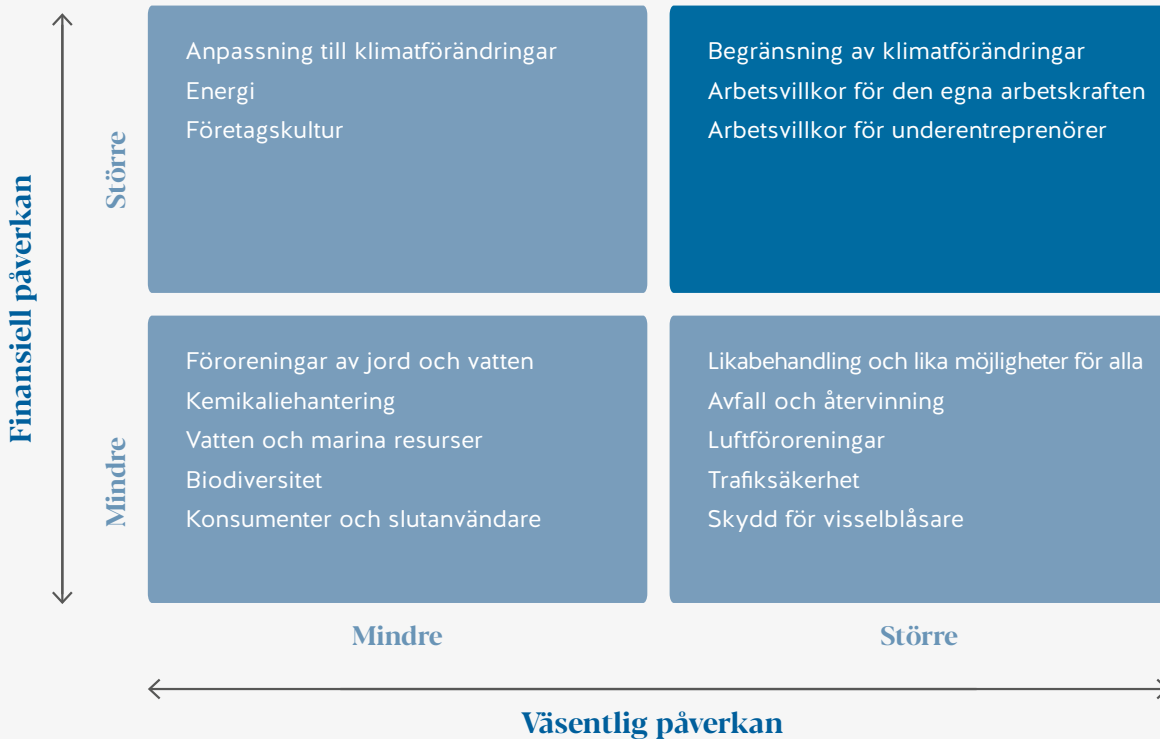 Finansiell påverkan
Större
Anpassning till klimatförändringar
Energi
Företagskultur
Begränsning av klimatförändringar
Arbetsvillkor för den egna arbetskraften
Arbetsvillkor för underentreprenörer
Mindre
Föroreningar av jord och vatten
Kemikaliehantering
Vatten och marina resurser
Biodiversitet
Konsumenter och slutanvändare
Likabehandling och lika möjligheter för alla
Avfall och återvinning
Luftföroreningar
Trafiksäkerhet
Skydd för visselblåsare
Mindre
Större
Väsentlig påverkan